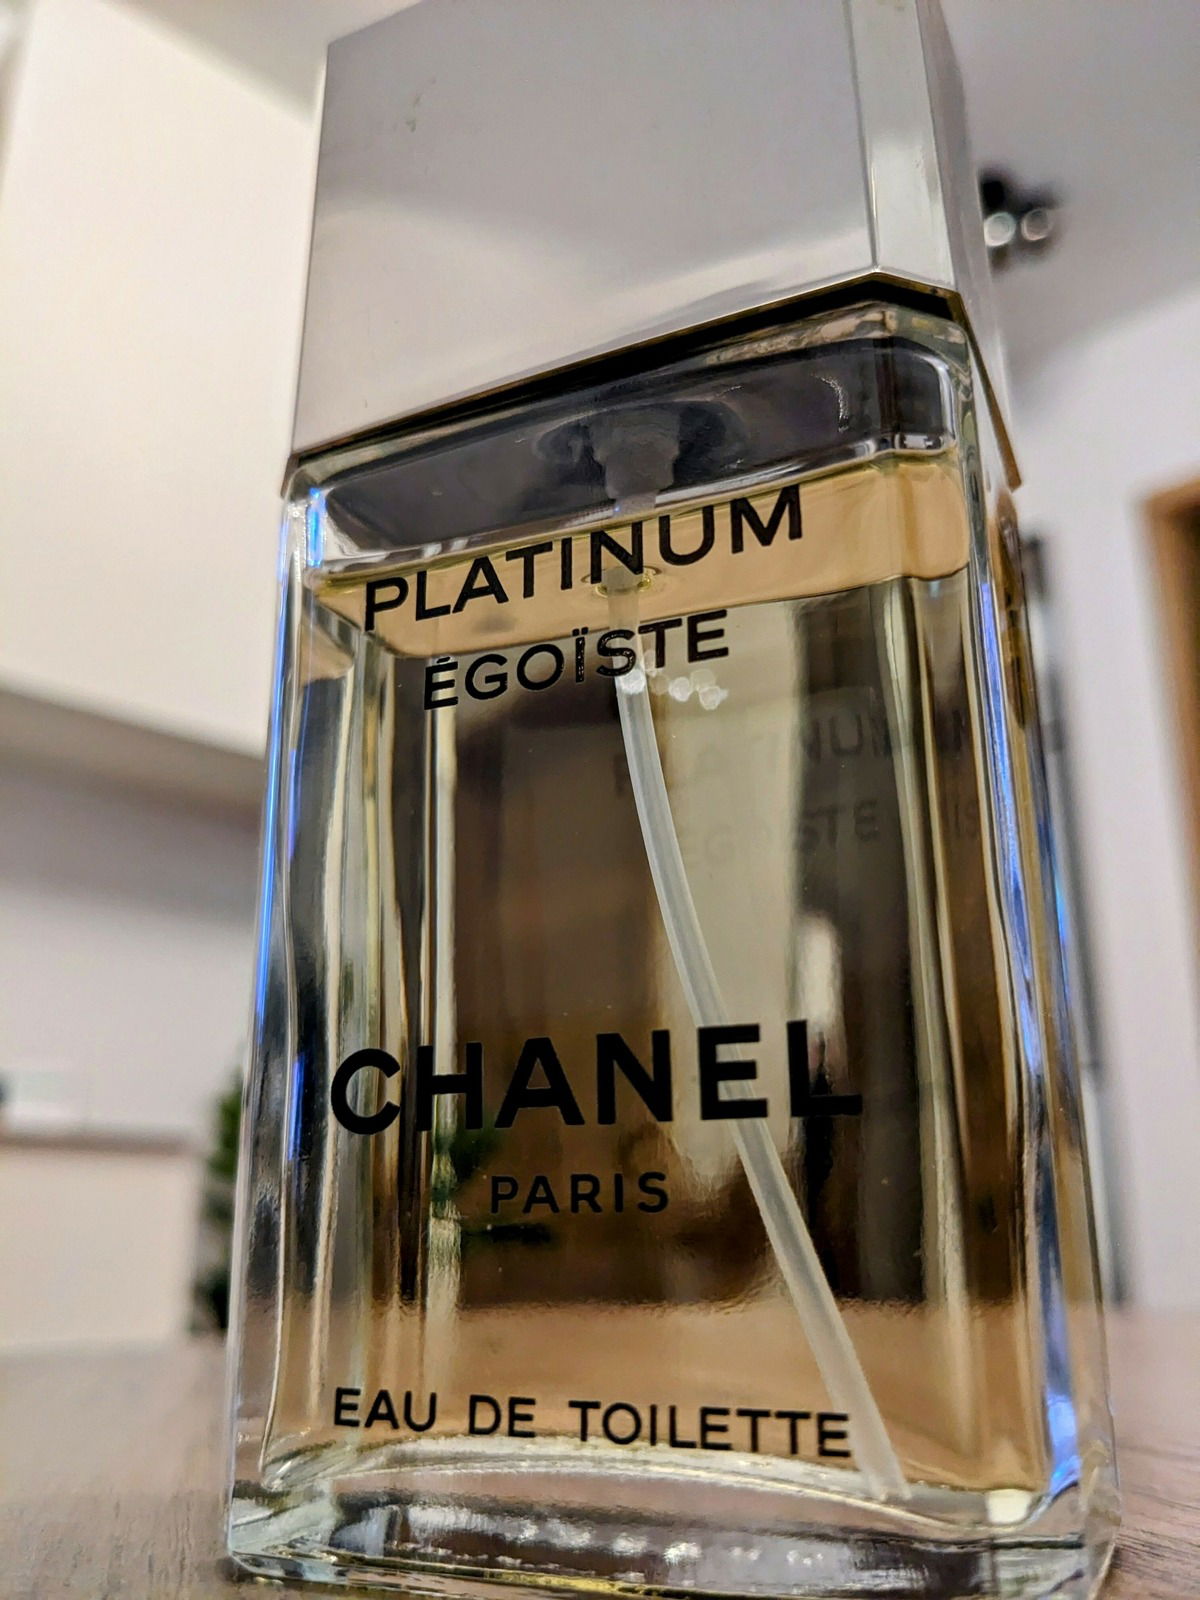 PLATINUM
ÉGOÏSTE
CHANEL
PARIS
EAU DE TOILETTE